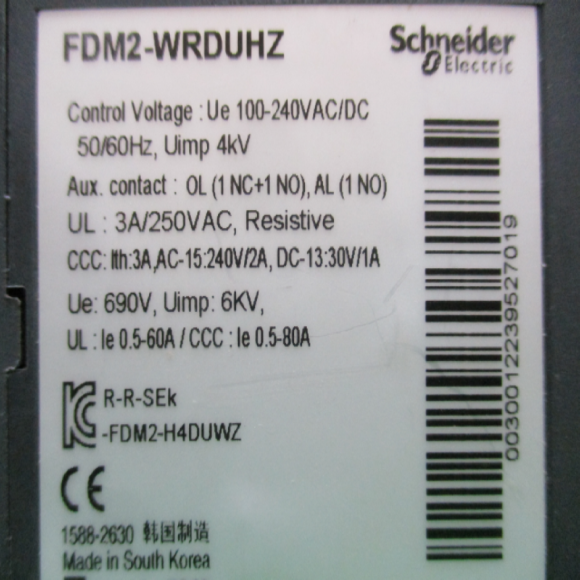 FDM2-WRDUHZ
Schneider
Electric
Control Voltage : Ue 100-240VAC/DC
50/60Hz, Uimp 4kV
Aux. contact : OL (1 NC+1 NO), AL (1 NO)
UL : 3A/250VAC, Resistive
CCC: Ith:3A,AC-15:240V/2A, DC-13:30V/1A
Ue: 690V, Uimp: 6KV,
UL : Ie 0.5-60A / CCC : Ie 0.5-80A
R-R-SEk
-FDM2-H4DUWZ
CE
1588-2630 韩国制造
Made in South Korea
0030012239527019